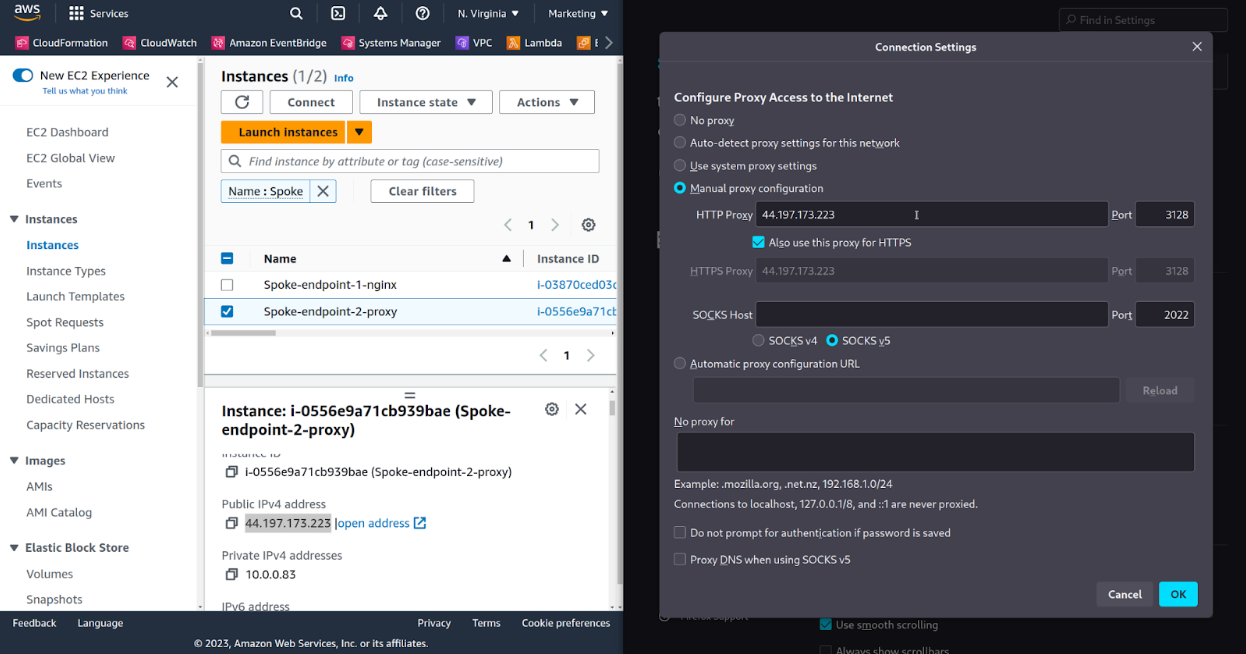 aws
Services
N. Virginia ▼
Marketing ▼
CloudFormation
CloudWatch
Amazon EventBridge
Systems Manager
VPC
Lambda
New EC2 Experience
Tell us what you think
EC2 Dashboard
EC2 Global View
Events
▼ Instances
Instances
Instance Types
Launch Templates
Spot Requests
Savings Plans
Reserved Instances
Dedicated Hosts
Capacity Reservations
▼ Images
AMIs
AMI Catalog
▼ Elastic Block Store
Volumes
Snapshots
Instances (1/2) Info
Connect
Instance state ▼
Actions ▼
Launch instances ▼
Find instance by attribute or tag (case-sensitive)
Name : Spoke
Clear filters
1
Name
Instance ID
Spoke-endpoint-1-nginx
i-03870ced03c
Spoke-endpoint-2-proxy
i-0556e9a71cb
1
Instance: i-0556e9a71cb939bae (Spoke-
endpoint-2-proxy)
Instance ID
i-0556e9a71cb939bae (Spoke-endpoint-2-proxy)
Public IPv4 address
44.197.173.223 |open address
Private IPv4 addresses
10.0.0.83
IPv6 address
Feedback
Language
Privacy
Terms
Cookie preferences
© 2023, Amazon Web Services, Inc. or its affiliates.
Find in Settings
Connection Settings
Configure Proxy Access to the Internet
No proxy
Auto-detect proxy settings for this network
Use system proxy settings
Manual proxy configuration
HTTP Proxy 44.197.173.223 Port 3128
Also use this proxy for HTTPS
HTTPS Proxy 44.197.173.223 Port 3128
SOCKS Host Port 2022
SOCKS v4 SOCKS v5
Automatic proxy configuration URL
Reload
No proxy for
Example: .mozilla.org, .net.nz, 192.168.1.0/24
Connections to localhost, 127.0.0.1/8, and ::1 are never proxied.
Do not prompt for authentication if password is saved
Proxy DNS when using SOCKS v5
Cancel
OK
Firefox Support
Use smooth scrolling
Always show scrollbars